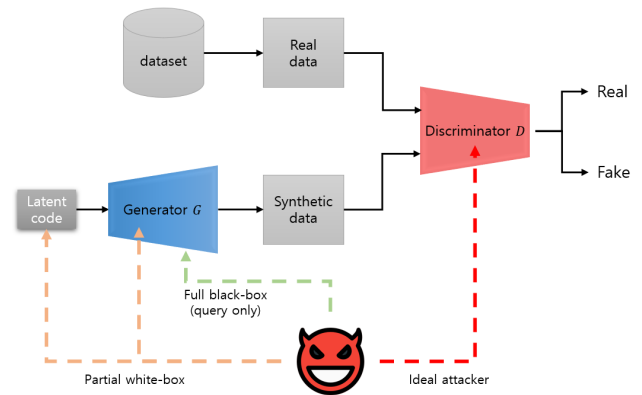 dataset
Real
data
Discriminator D
Real
Fake
Latent
code
Generator G
Synthetic
data
Full black-box
(query only)
Partial white-box
Ideal attacker